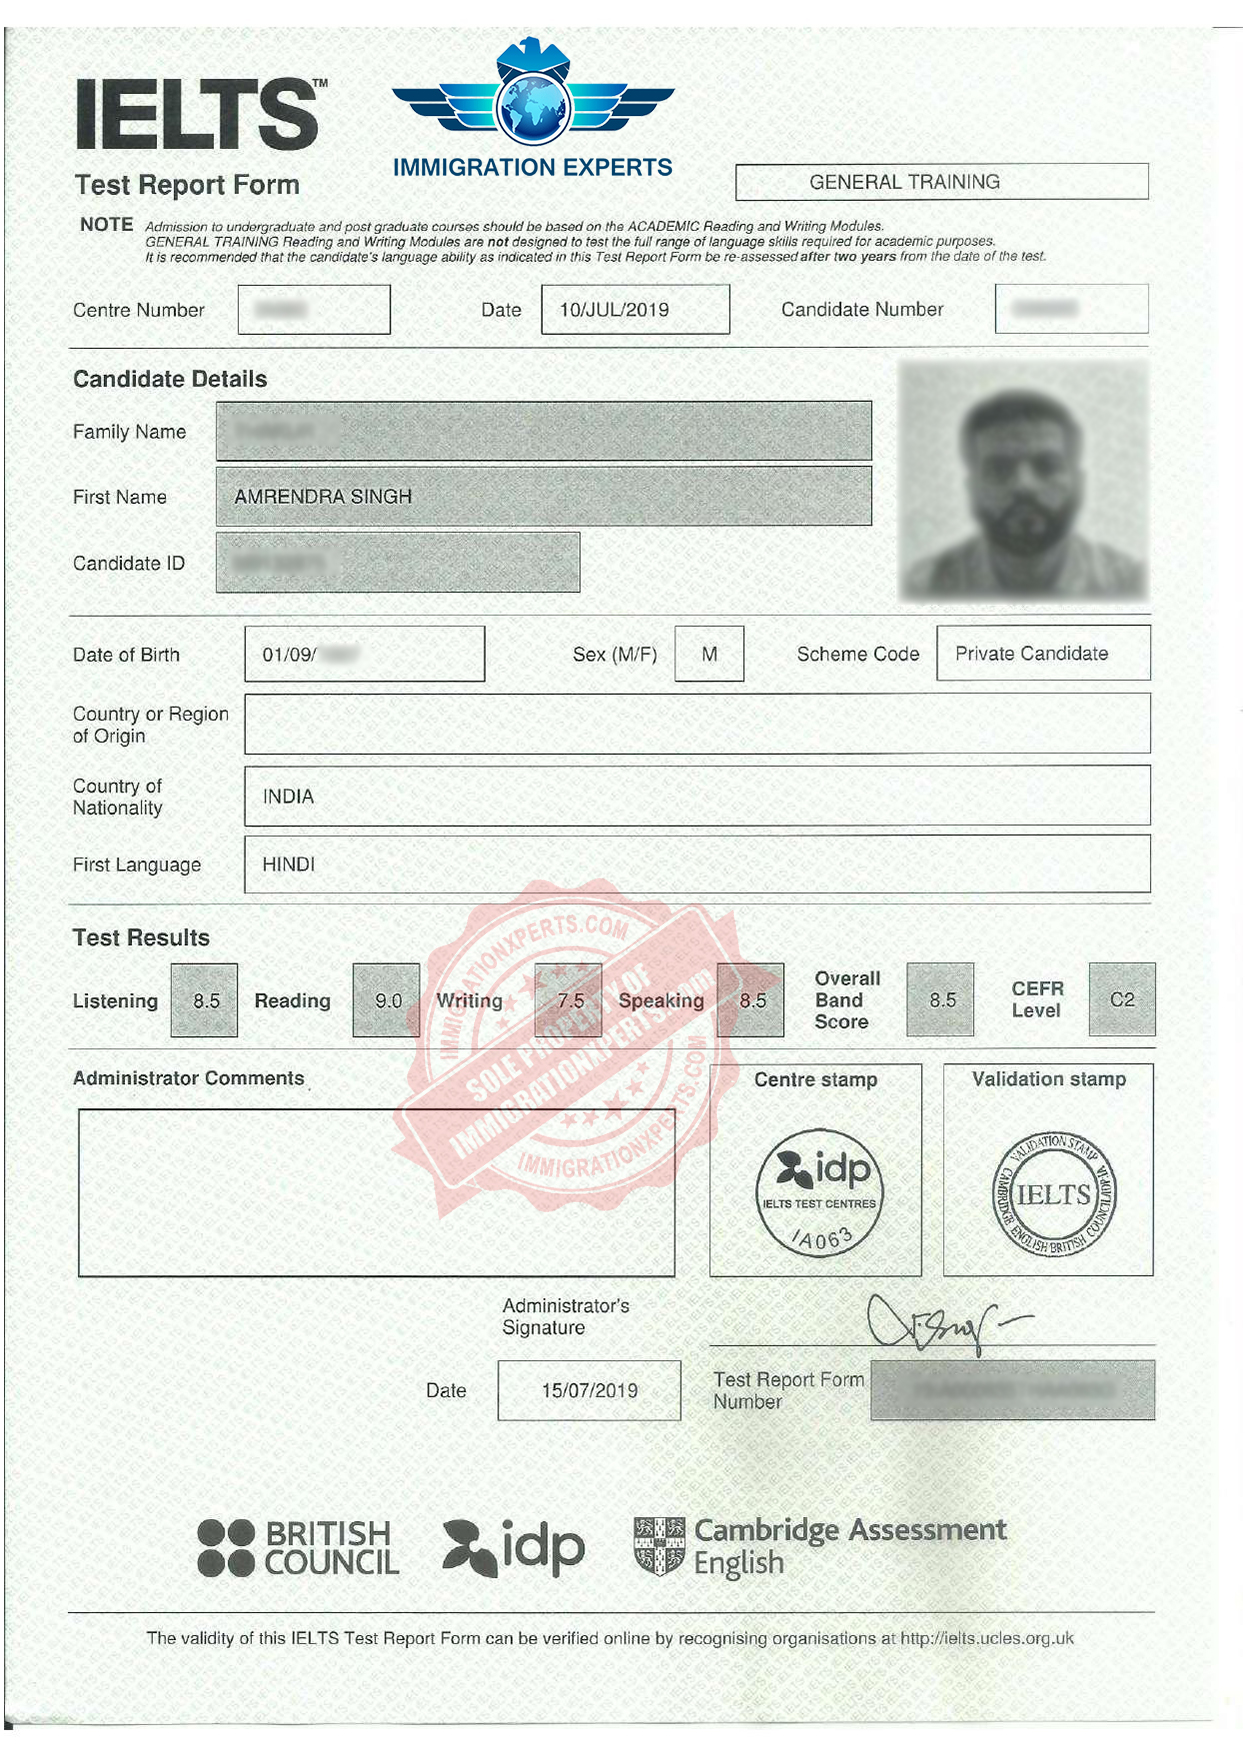 IELTS™
IMMIGRATION EXPERTS
Test Report Form
GENERAL TRAINING
NOTE Admission to undergraduate and post graduate courses should be based on the ACADEMIC Reading and Writing Modules.
GENERAL TRAINING Reading and Writing Modules are not designed to test the full range of language skills required for academic purposes.
It is recommended that the candidate's language ability as indicated in this Test Report Form be re-assessed after two years from the date of the test.
Centre Number Date 10/JUL/2019 Candidate Number
Candidate Details
Family Name
First Name AMRENDRA SINGH
Candidate ID
Date of Birth 01/09/ Sex (M/F) M Scheme Code Private Candidate
Country or Region
of Origin
Country of
Nationality
INDIA
First Language HINDI
Test Results
Listening 8.5 Reading 9.0 Writing 7.5 Speaking 8.5 Overall Band Score 8.5 CEFR Level C2
IMMIGRATIONXPERTS.COM
SOLE PROPERTY OF
IMMIGRATIONXPERTS.com
IMMIGRATIONXPERTS.COM
Administrator Comments
Centre stamp
Validation stamp
idp
IELTS TEST CENTRES
IA063
VALIDATION STAMP
IELTS
CAMBRIDGE ENGLISH BRITISH COUNCIL IDP:IA
Administrator's
Signature
Date 15/07/2019
Test Report Form
Number
BRITISH
COUNCIL
idp
Cambridge Assessment
English
The validity of this IELTS Test Report Form can be verified online by recognising organisations at http://ielts.ucles.org.uk